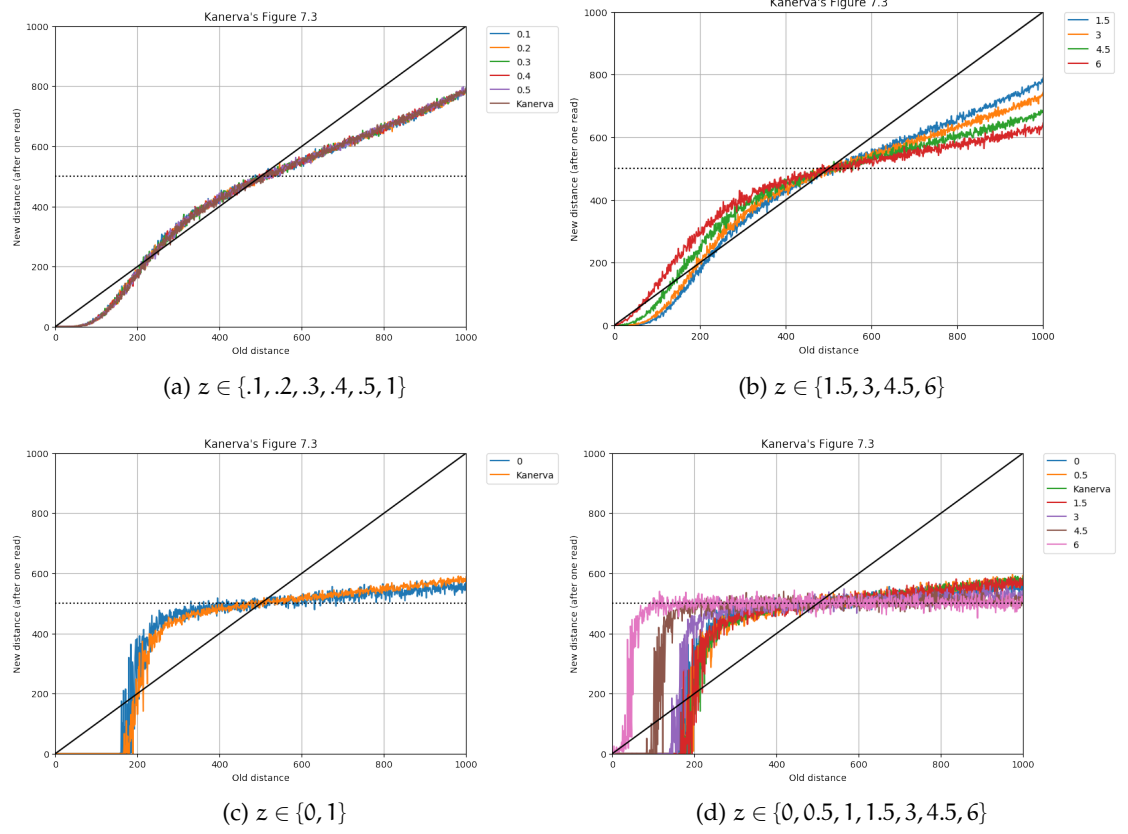 Kanerva's Figure 7.3
1000
800
600
400
200
0
New distance (after one read)
0 200 400 600 800 1000
Old distance
0.1
0.2
0.3
0.4
0.5
Kanerva
(a) z ∈ {.1, .2, .3, .4, .5, 1}
Kanerva's Figure 7.3
1000
800
600
400
200
0
New distance (after one read)
0 200 400 600 800 1000
Old distance
1.5
3
4.5
6
(b) z ∈ {1.5, 3, 4.5, 6}
Kanerva's Figure 7.3
1000
800
600
400
200
0
New distance (after one read)
0 200 400 600 800 1000
Old distance
0
Kanerva
(c) z ∈ {0, 1}
Kanerva's Figure 7.3
1000
800
600
400
200
0
New distance (after one read)
0 200 400 600 800 1000
Old distance
0
0.5
Kanerva
1.5
3
4.5
6
(d) z ∈ {0, 0.5, 1, 1.5, 3, 4.5, 6}